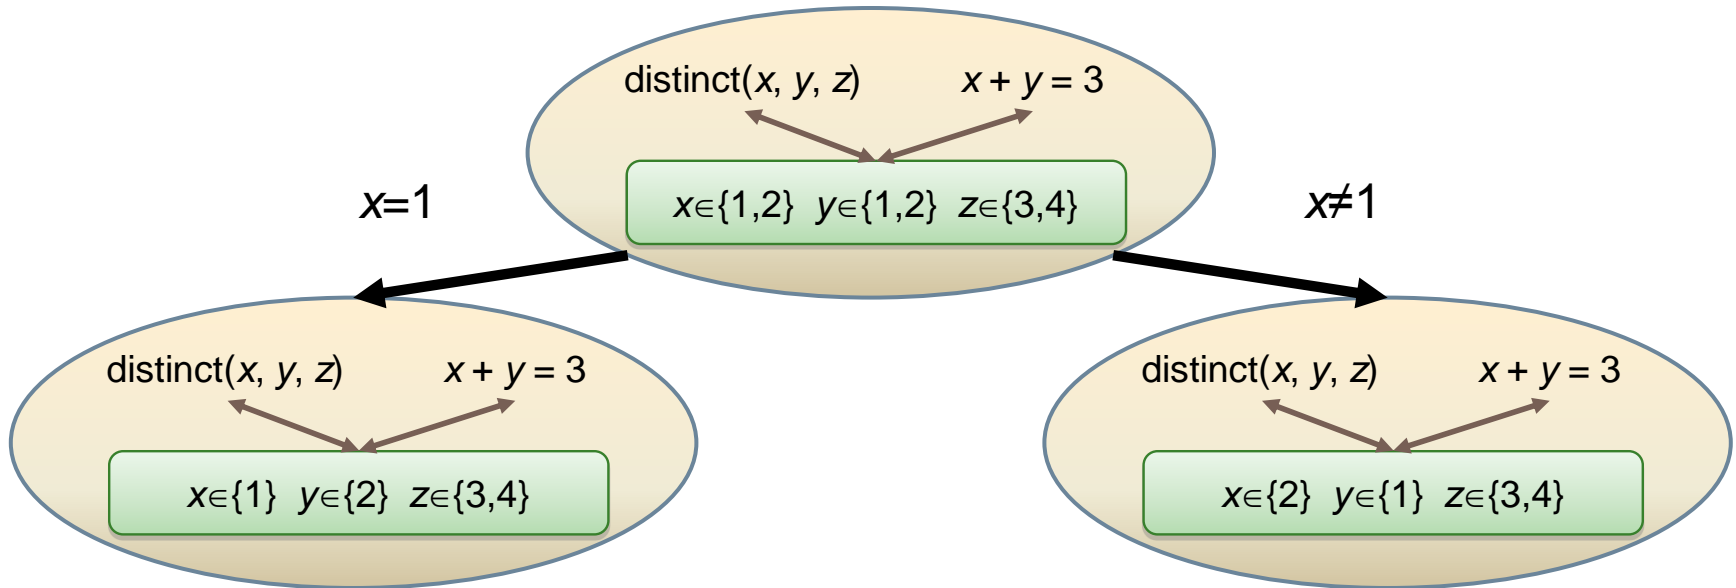 distinct(x, y, z) x + y = 3
x∈{1,2} y∈{1,2} z∈{3,4}
x=1
x≠1
distinct(x, y, z) x + y = 3
x∈{1} y∈{2} z∈{3,4}
distinct(x, y, z) x + y = 3
x∈{2} y∈{1} z∈{3,4}